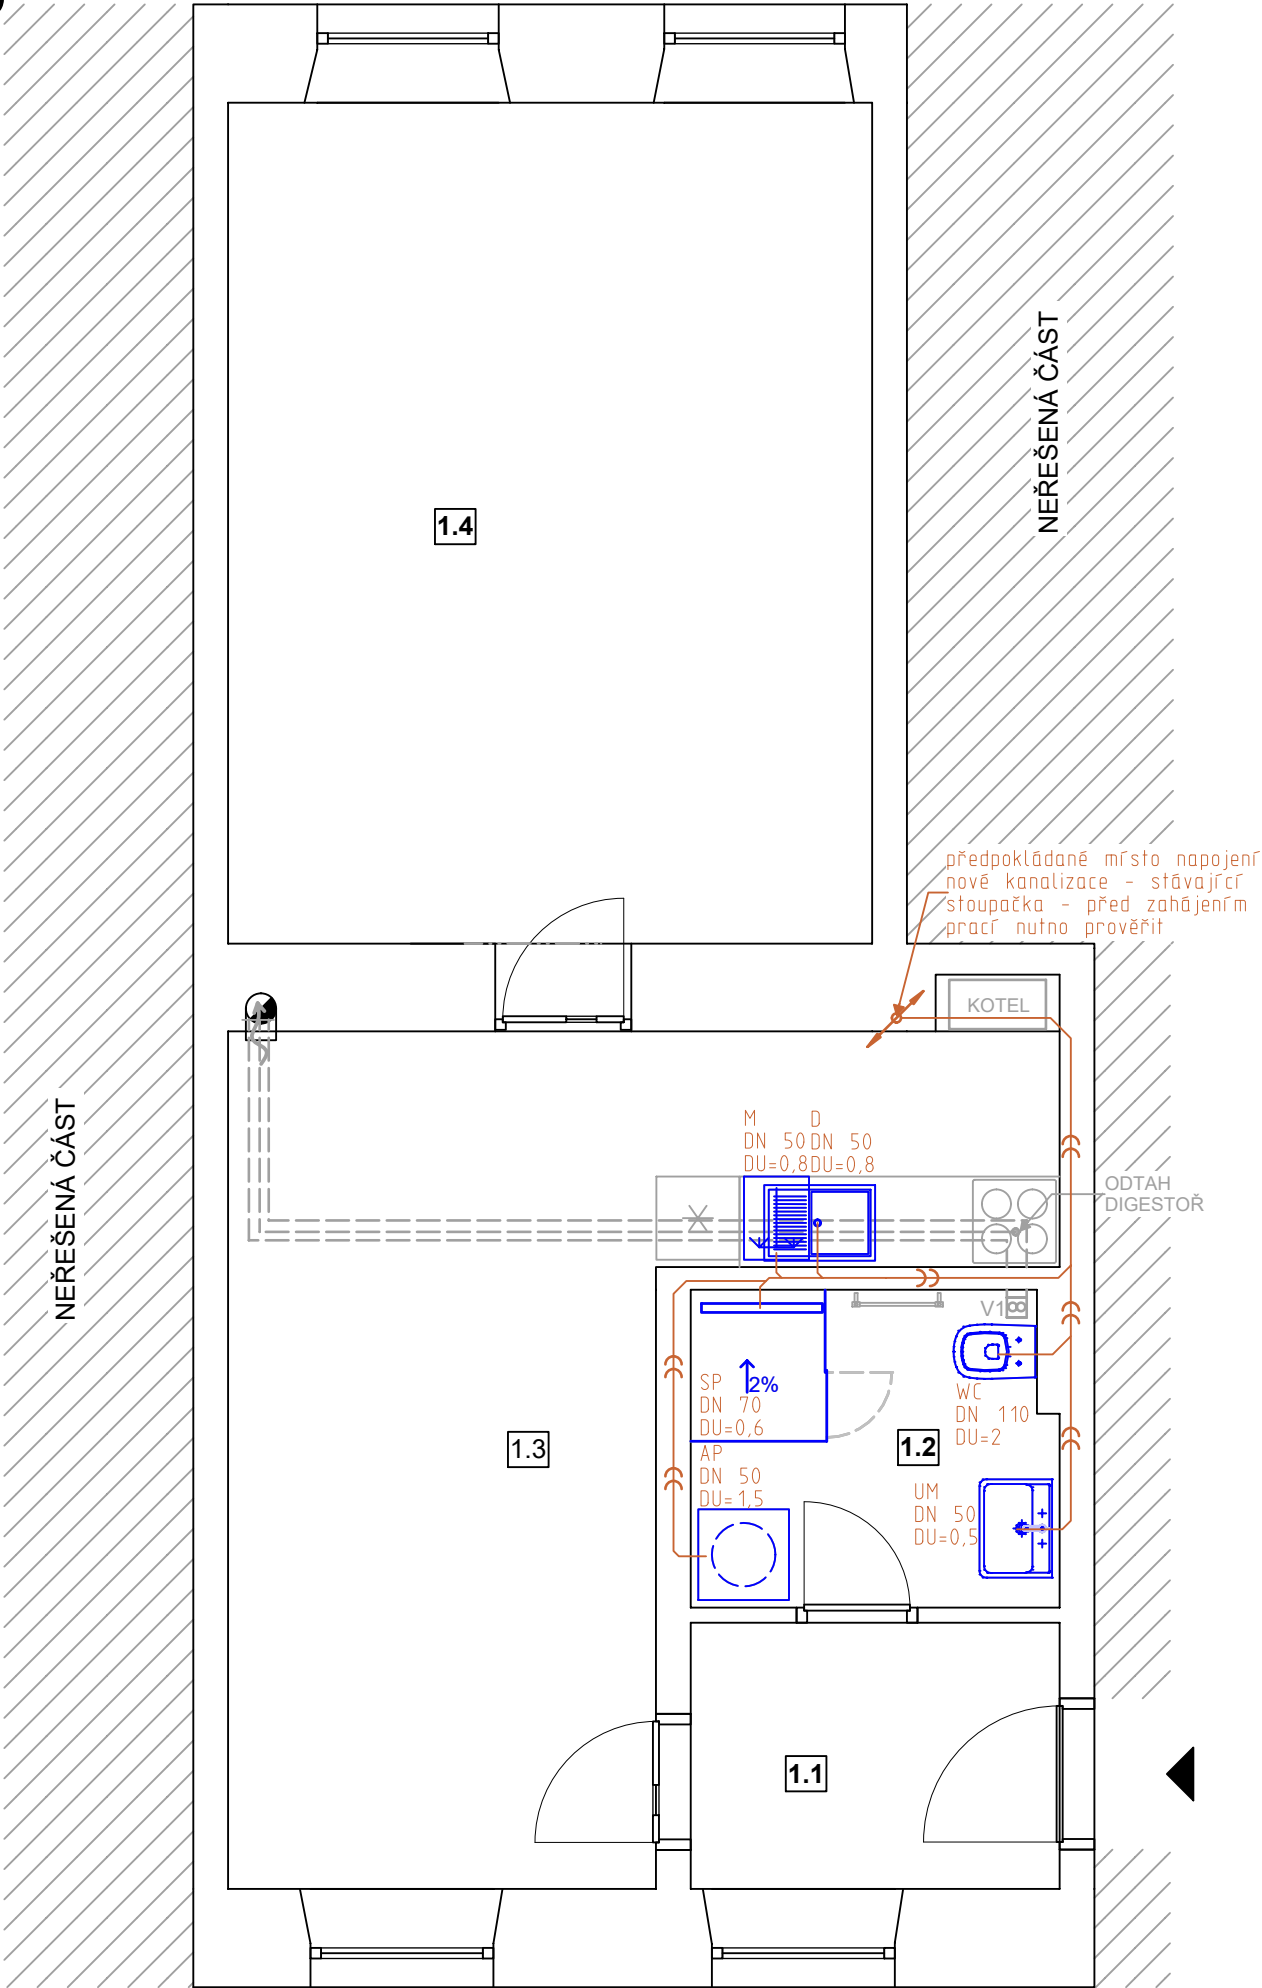 NEŘEŠENÁ ČÁST
1.4
předpokládané místo napojení
nové kanalizace - stávající
stoupačka - před zahájením
prací nutno prověřit
KOTEL
NEŘEŠENÁ ČÁST
M
DN 50
DU=0,8
D
DN 50
DU=0,8
ODTAH
DIGESTOŘ
V1
2%
SP
DN 70
DU=0,6
WC
DN 110
DU=2
1.3
1.2
AP
DN 50
DU=1,5
UM
DN 50
DU=0,5
1.1